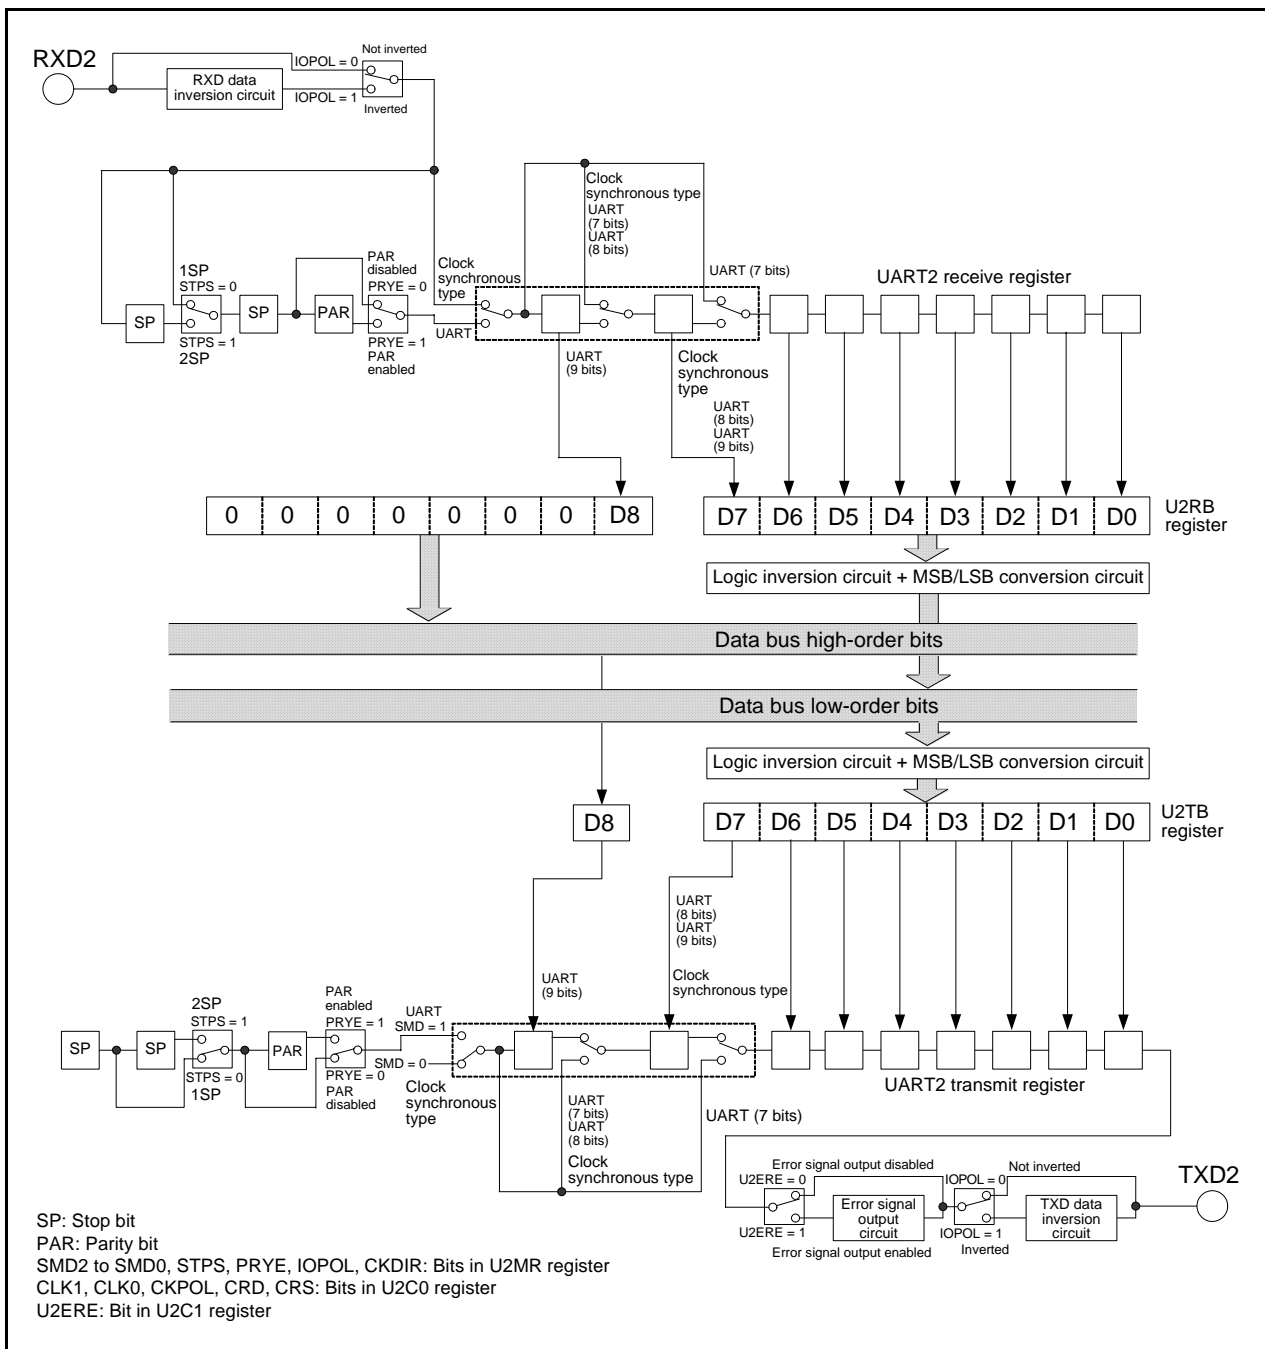 RXD2
IOPOL = 0
Not inverted
RXD data
inversion circuit
IOPOL = 1
Inverted
Clock
synchronous type
UART
(7 bits)
UART
(8 bits)
UART (7 bits)
UART2 receive register
1SP
STPS = 0
SP
STPS = 1
2SP
SP
PAR
disabled
PRYE = 0
PAR
PRYE = 1
PAR
enabled
Clock
synchronous
type
UART
UART
(9 bits)
Clock
synchronous
type
UART
(8 bits)
UART
(9 bits)
0 0 0 0 0 0 0 D8
D7 D6 D5 D4 D3 D2 D1 D0
U2RB
register
Logic inversion circuit + MSB/LSB conversion circuit
Data bus high-order bits
Data bus low-order bits
Logic inversion circuit + MSB/LSB conversion circuit
D8
D7 D6 D5 D4 D3 D2 D1 D0
U2TB
register
UART
(8 bits)
UART
(9 bits)
Clock
synchronous type
UART
(9 bits)
2SP
STPS = 1
SP
SP
STPS = 0
1SP
PAR
enabled
PRYE = 1
PAR
PRYE = 0
PAR
disabled
UART
SMD = 1
SMD = 0
Clock
synchronous
type
UART
(7 bits)
UART
(8 bits)
Clock
synchronous type
UART (7 bits)
UART2 transmit register
Error signal output disabled
U2ERE = 0
Error signal
output
circuit
U2ERE = 1
Error signal output enabled
IOPOL = 0
Not inverted
TXD data
inversion
circuit
IOPOL = 1
Inverted
TXD2
SP: Stop bit
PAR: Parity bit
SMD2 to SMD0, STPS, PRYE, IOPOL, CKDIR: Bits in U2MR register
CLK1, CLK0, CKPOL, CRD, CRS: Bits in U2C0 register
U2ERE: Bit in U2C1 register